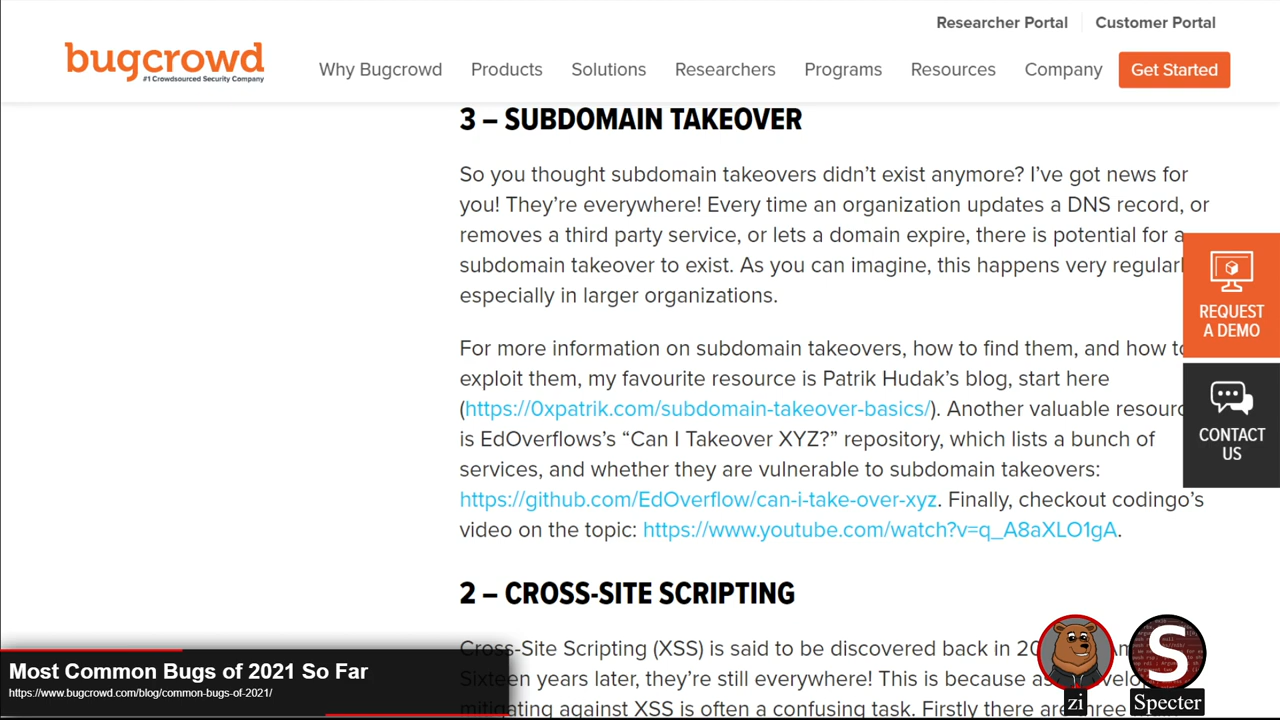 Researcher Portal
Customer Portal
bugcrowd
#1 Crowdsourced Security Company
Why Bugcrowd
Products
Solutions
Researchers
Programs
Resources
Company
Get Started
3 – SUBDOMAIN TAKEOVER
So you thought subdomain takeovers didn't exist anymore? I've got news for
you! They're everywhere! Every time an organization updates a DNS record, or
removes a third party service, or lets a domain expire, there is potential for a
subdomain takeover to exist. As you can imagine, this happens very regularl
especially in larger organizations.
For more information on subdomain takeovers, how to find them, and how to
exploit them, my favourite resource is Patrik Hudak's blog, start here
(https://0xpatrik.com/subdomain-takeover-basics/). Another valuable resourc
is EdOverflows's “Can I Takeover XYZ?” repository, which lists a bunch of
services, and whether they are vulnerable to subdomain takeovers:
https://github.com/EdOverflow/can-i-take-over-xyz. Finally, checkout codingo's
video on the topic: https://www.youtube.com/watch?v=q_A8aXLO1gA.
REQUEST
A DEMO
CONTACT
US
2 – CROSS-SITE SCRIPTING
Cross-Site Scripting (XSS) is said to be discovered back in
Sixteen years later, they're still everywhere! This is because as
mitigating against XSS is often a confusing task. Firstly there are three
Most Common Bugs of 2021 So Far
https://www.bugcrowd.com/blog/common-bugs-of-2021/
zi
S
Specter